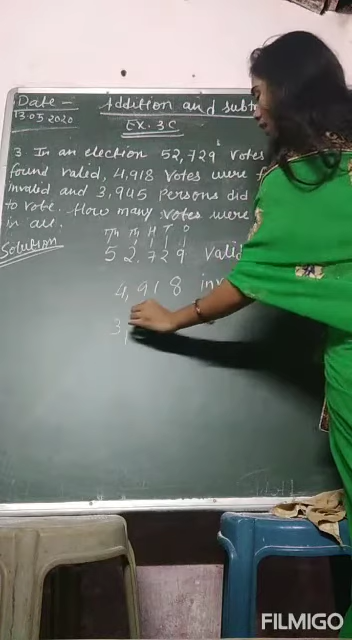 Date -
13.05.2020
Addition and subt
Ex. 3C
3. In an election 52,729 votes
found valid, 4,918 votes were f
invalid and 3,945 persons did
to vote. How many votes were
in all.
Solution
Th Th H T O
5 2,7 2 9 Valid
4,9 1 8 inv
3,
FILMIGO